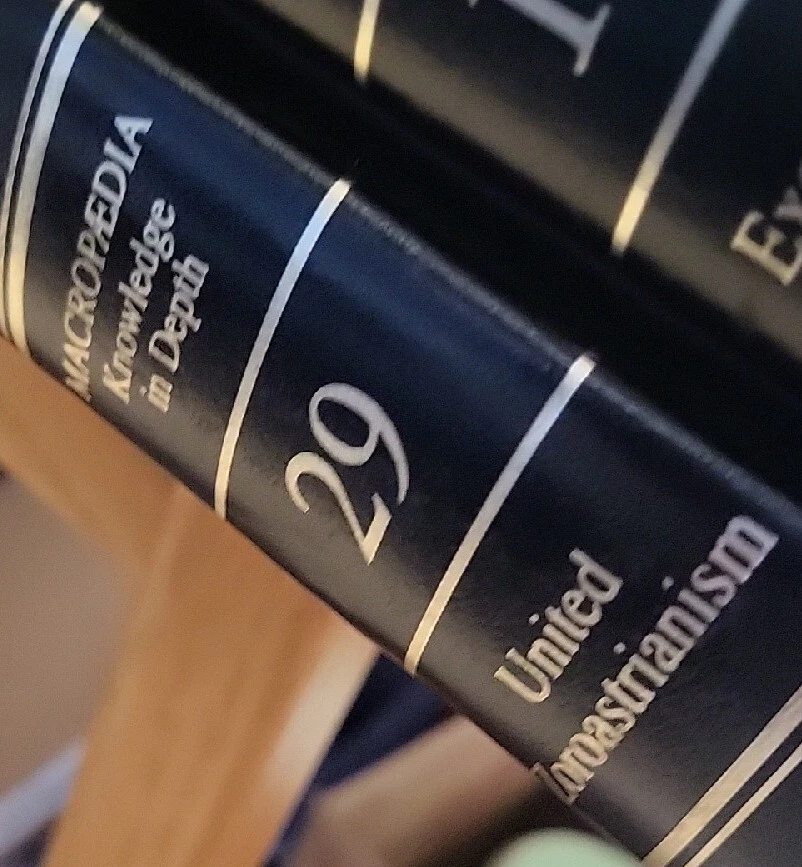 MACROPÆDIA
Knowledge
in Depth
29
United
Zoroastrianism